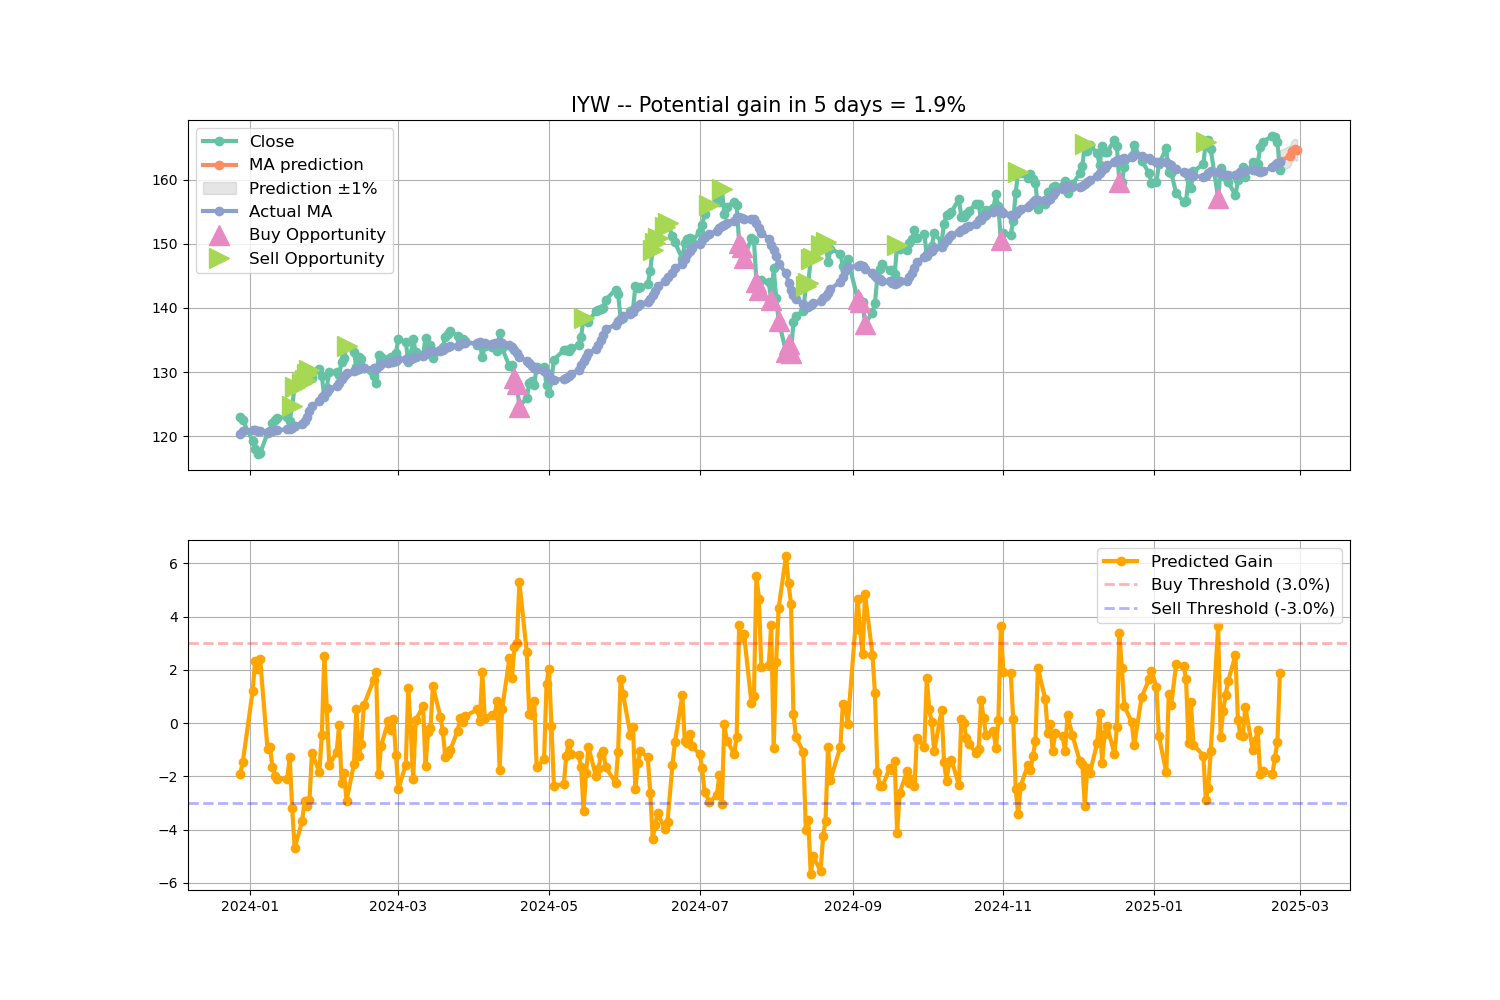 IYW -- Potential gain in 5 days = 1.9%
Close
MA prediction
Prediction ±1%
Actual MA
Buy Opportunity
Sell Opportunity
160
150
140
130
120
Predicted Gain
Buy Threshold (3.0%)
Sell Threshold (-3.0%)
6
4
2
0
−2
−4
−6
2024-01 2024-03 2024-05 2024-07 2024-09 2024-11 2025-01 2025-03